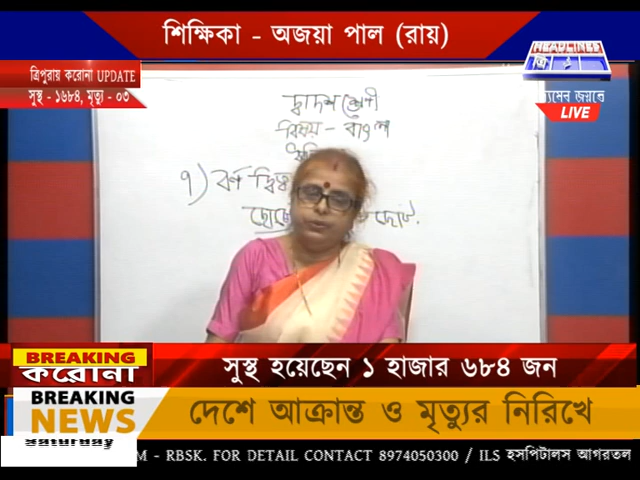 শিক্ষিকা - অজয়া পাল (রায়)
HEADLINES
ত্রিপুরায় করোনা UPDATE
সুস্থ - ১৬৮৪, মৃত্যু - ০৩
LIVE
দ্বাদশ শ্রেণী
বিষয় - বাংলা
৭) বর্ণ দ্বিত্ব
BREAKING
করোনা
সুস্থ হয়েছেন ১ হাজার ৬৮৪ জন
BREAKING
NEWS
দেশে আক্রান্ত ও মৃত্যুর নিরিখে
Saturday
M - RBSK. FOR DETAIL CONTACT 8974050300 / ILS হসপিটালস আগরতল